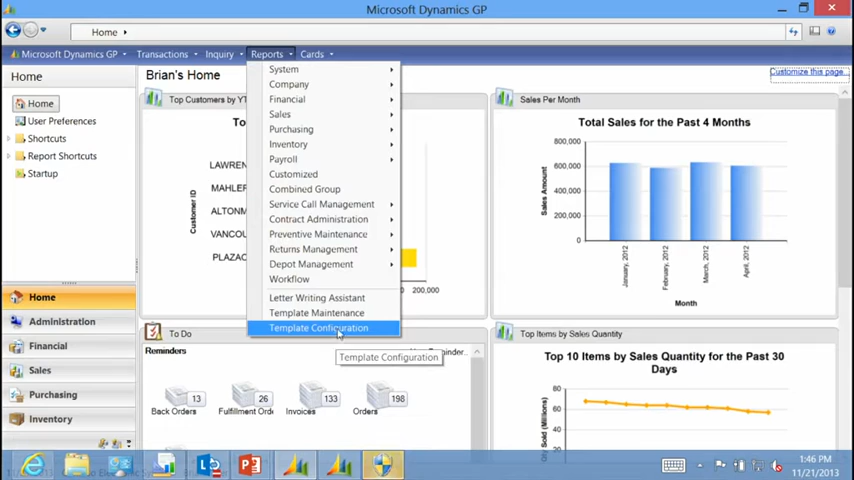 Microsoft Dynamics GP
Home
Microsoft Dynamics GP
Transactions
Inquiry
Reports
Cards
Home
Home
User Preferences
Shortcuts
Report Shortcuts
Startup
Home
Administration
Financial
Sales
Purchasing
Inventory
Brian's Home
Customize this page...
Top Customers by YT
To
LAWREN
MAHLER
ALTONM
VANCOU
PLAZAC
Customer ID
200,000
System
Company
Financial
Sales
Purchasing
Inventory
Payroll
Customized
Combined Group
Service Call Management
Contract Administration
Preventive Maintenance
Returns Management
Depot Management
Workflow
Letter Writing Assistant
Template Maintenance
Template Configuration
Template Configuration
Sales Per Month
Total Sales for the Past 4 Months
800,000
600,000
400,000
200,000
0
Sales Amount
January, 2012
February, 2012
March, 2012
April, 2012
Month
To Do
Reminders
13
Back Orders
26
Fulfillment Orde
133
Invoices
198
Orders
Top Items by Sales Quantity
Top 10 Items by Sales Quantity for the Past 30
Days
80
70
60
50
Qty Sold (Millions)
1:46 PM
11/21/2013